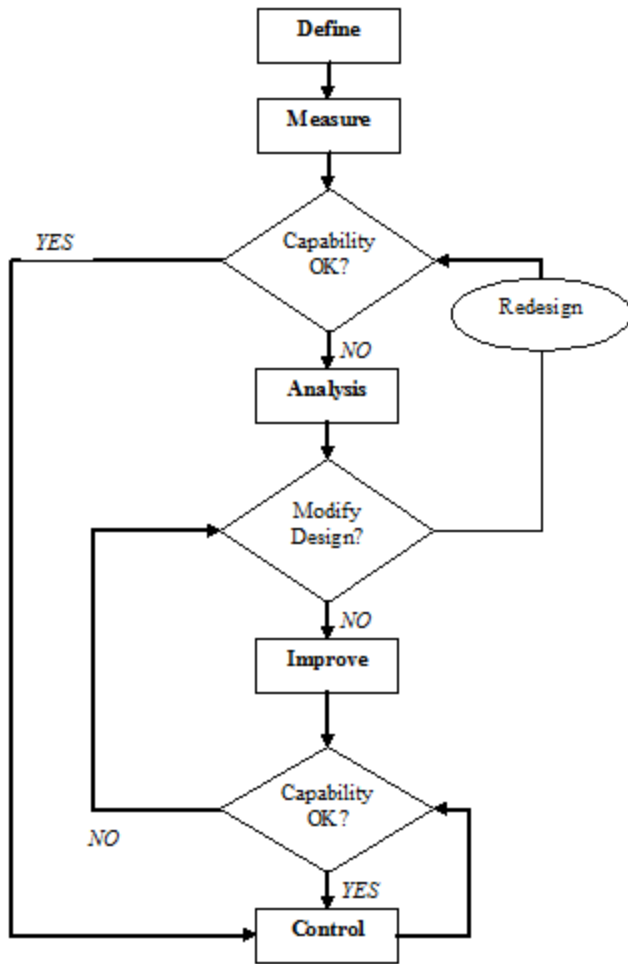 Define
Measure
YES
Capability
OK?
Redesign
NO
Analysis
Modify
Design?
NO
Improve
Capability
OK?
NO
YES
Control